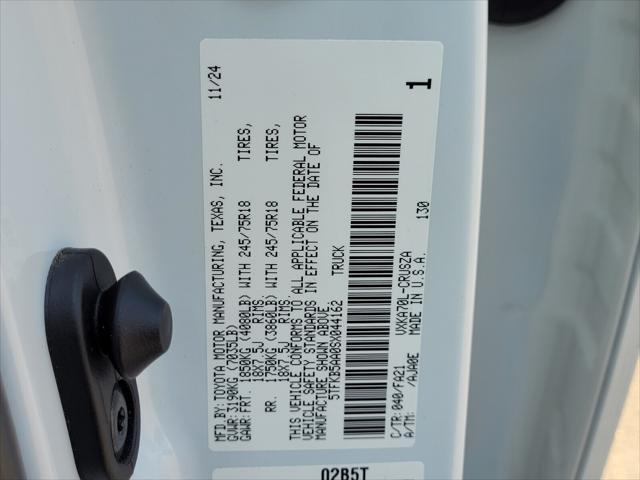 MFD.BY: TOYOTA MOTOR MANUFACTURING, TEXAS, INC. 11/24
GVWR: 3190KG (7035LB)
GAWR: FRT. 1850KG (4080LB) WITH 245/75R18 TIRES,
18X7.5J RIMS.
RR. 1750KG (3860LB) WITH 245/75R18 TIRES,
18X7.5J RIMS.
THIS VEHICLE CONFORMS TO ALL APPLICABLE FEDERAL MOTOR
VEHICLE SAFETY STANDARDS IN EFFECT ON THE DATE OF
MANUFACTURE SHOWN ABOVE.
5TFKB5AA0SX044162 TRUCK
C/TR: 040/FA21 VXKA70L-CRUSZA
A/TM: /AJA0E MADE IN U.S.A. 130
1
02B5T